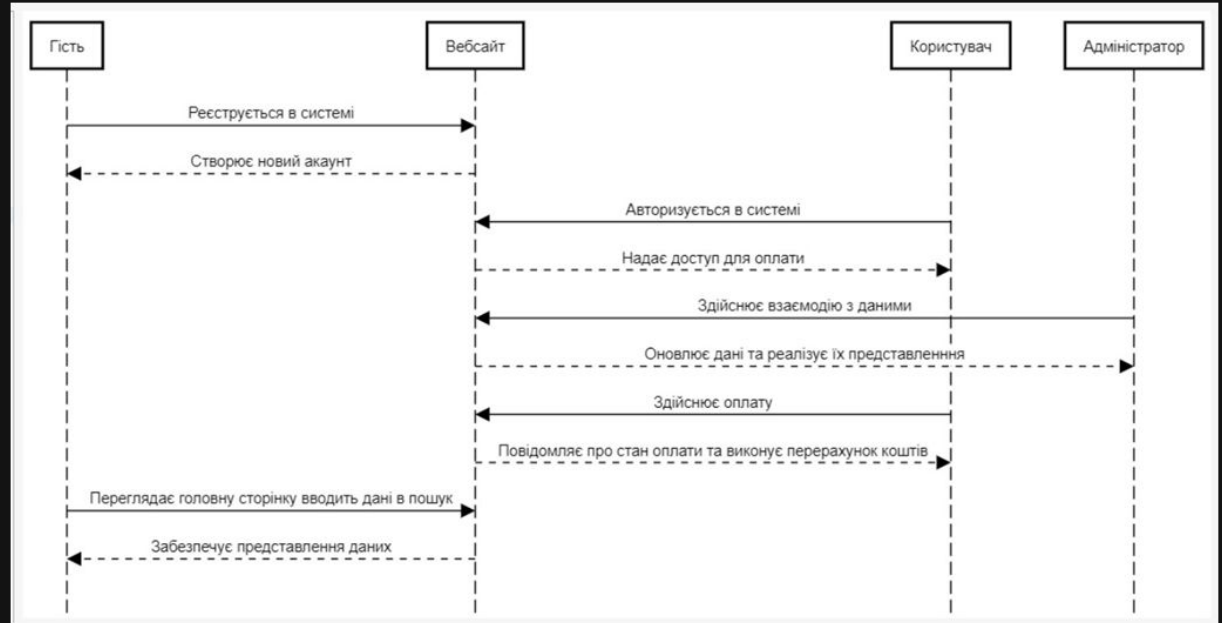 Гість
Вебсайт
Користувач
Адміністратор
Реєструється в системі
Створює новий акаунт
Авторизується в системі
Надає доступ для оплати
Здійснює взаємодію з даними
Оновлює дані та реалізує їх представленння
Здійснює оплату
Повідомляє про стан оплати та виконує перерахунок коштів
Переглядає головну сторінку вводить дані в пошук
Забезпечує представлення даних